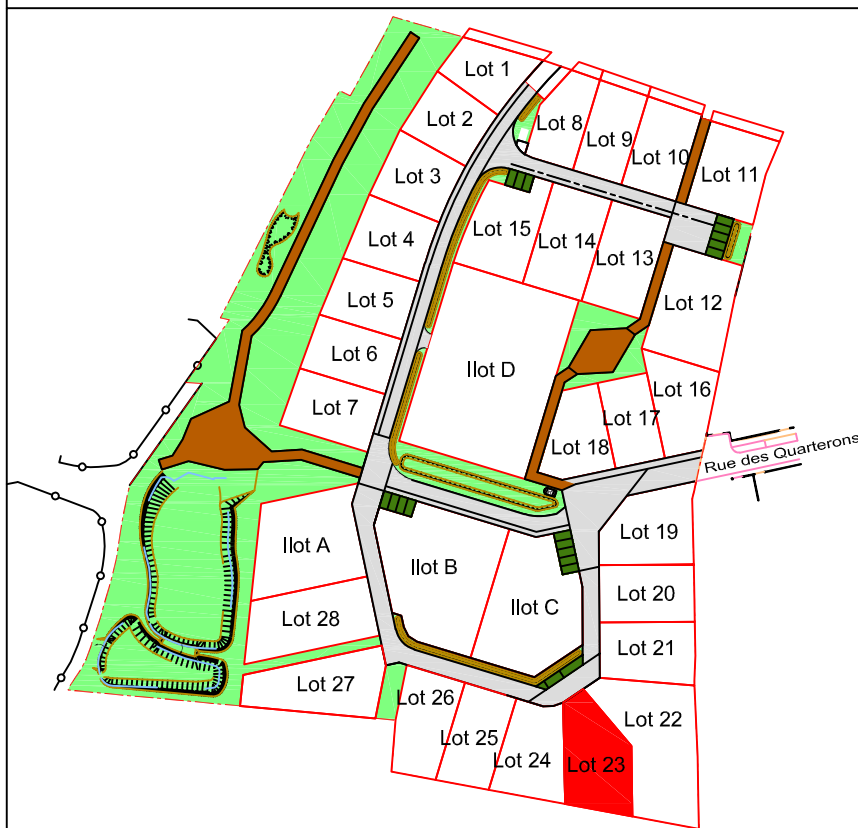 Lot 1
Lot 2
Lot 8
Lot 9
Lot 10
Lot 11
Lot 3
Lot 15
Lot 14
Lot 13
Lot 4
Lot 5
Lot 12
Lot 6
Ilot D
Lot 7
Lot 16
Lot 17
Lot 18
Rue des Quarterons
Lot 19
Ilot A
Ilot B
Ilot C
Lot 20
Lot 28
Lot 21
Lot 27
Lot 26
Lot 22
Lot 25
Lot 24
Lot 23